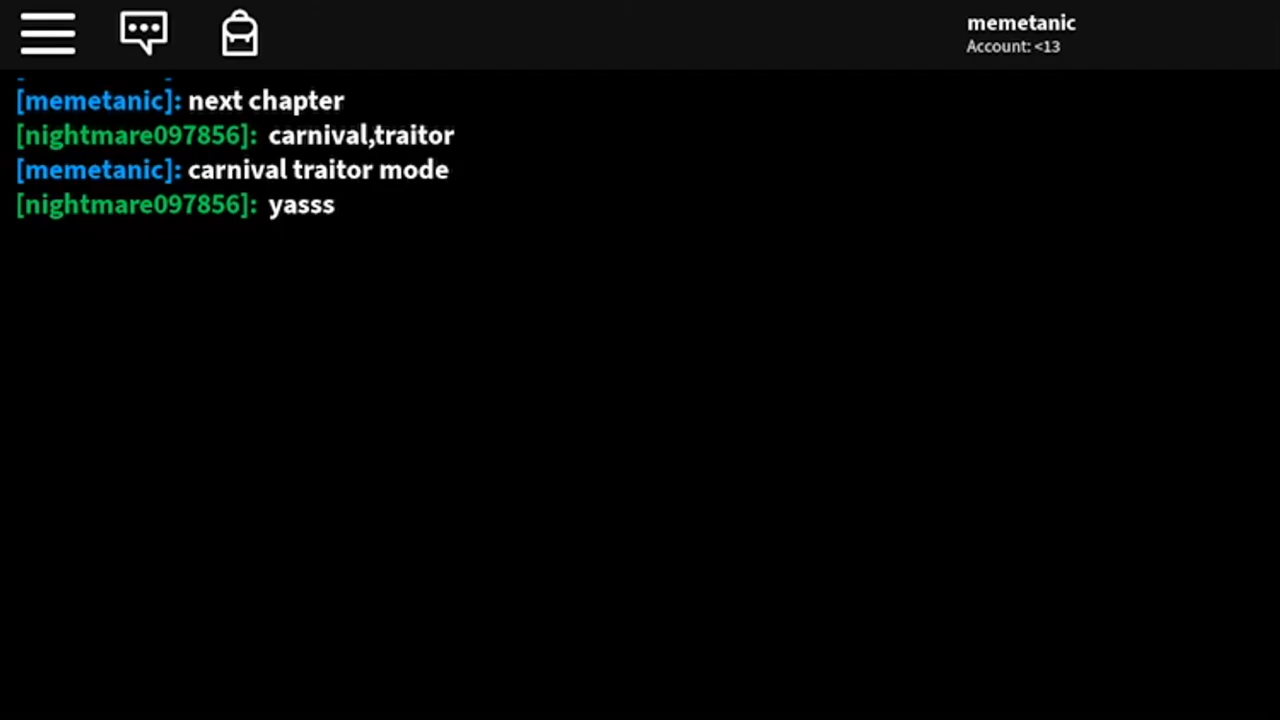 memetanic
Account: <13
[memetanic]: next chapter
[nightmare097856]: carnival,traitor
[memetanic]: carnival traitor mode
[nightmare097856]: yasss